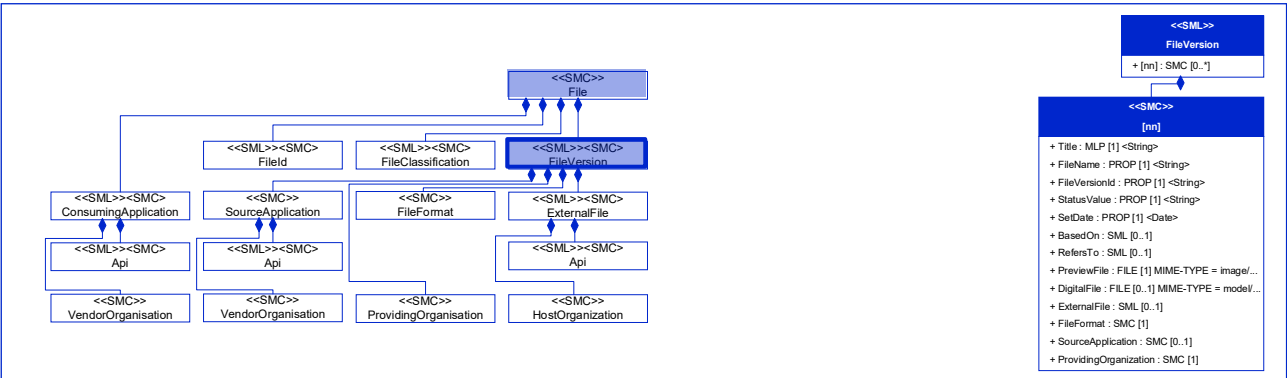 <<SMC>>
File
<<SML>><<SMC>
FileId
<<SML>><<SMC>
FileClassification
<<SML>><<SMC>
FileVersion
<<SML>><<SMC>
ConsumingApplication
<<SMC>>
SourceApplication
<<SMC>>
FileFormat
<<SML>><<SMC>
ExternalFile
<<SML>><<SMC>
Api
<<SML>><<SMC>
Api
<<SML>><<SMC>
Api
<<SMC>>
VendorOrganisation
<<SMC>>
VendorOrganisation
<<SMC>>
ProvidingOrganisation
<<SMC>>
HostOrganization
<<SML>>
FileVersion
+ [nn] : SMC [0..*]
<<SMC>>
[nn]
+ Title : MLP [1] <String>
+ FileName : PROP [1] <String>
+ FileVersionId : PROP [1] <String>
+ StatusValue : PROP [1] <String>
+ SetDate : PROP [1] <Date>
+ BasedOn : SML [0..1]
+ RefersTo : SML [0..1]
+ PreviewFile : FILE [1] MIME-TYPE = image/...
+ DigitalFile : FILE [0..1] MIME-TYPE = model/...
+ ExternalFile : SML [0..1]
+ FileFormat : SMC [1]
+ SourceApplication : SMC [0..1]
+ ProvidingOrganization : SMC [1]